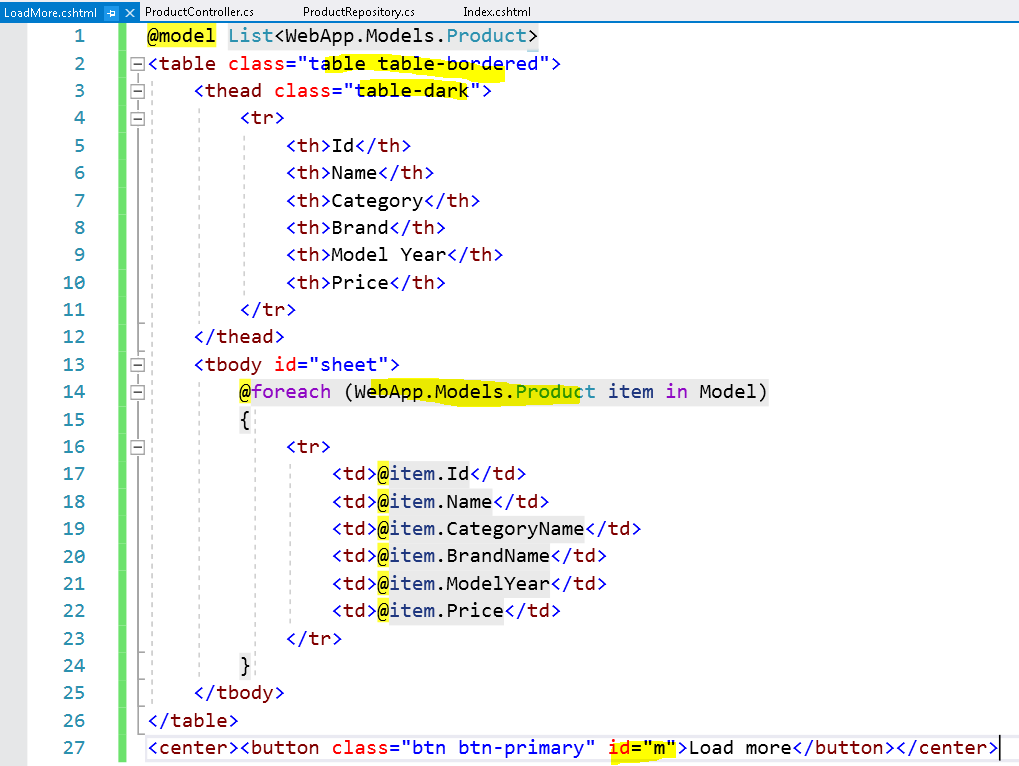 LoadMore.cshtml ProductController.cs ProductRepository.cs Index.cshtml
1 @model List<WebApp.Models.Product>
2 <table class="table table-bordered">
3 <thead class="table-dark">
4 <tr>
5 <th>Id</th>
6 <th>Name</th>
7 <th>Category</th>
8 <th>Brand</th>
9 <th>Model Year</th>
10 <th>Price</th>
11 </tr>
12 </thead>
13 <tbody id="sheet">
14 @foreach (WebApp.Models.Product item in Model)
15 {
16 <tr>
17 <td>@item.Id</td>
18 <td>@item.Name</td>
19 <td>@item.CategoryName</td>
20 <td>@item.BrandName</td>
21 <td>@item.ModelYear</td>
22 <td>@item.Price</td>
23 </tr>
24 }
25 </tbody>
26 </table>
27 <center><button class="btn btn-primary" id="m">Load more</button></center>